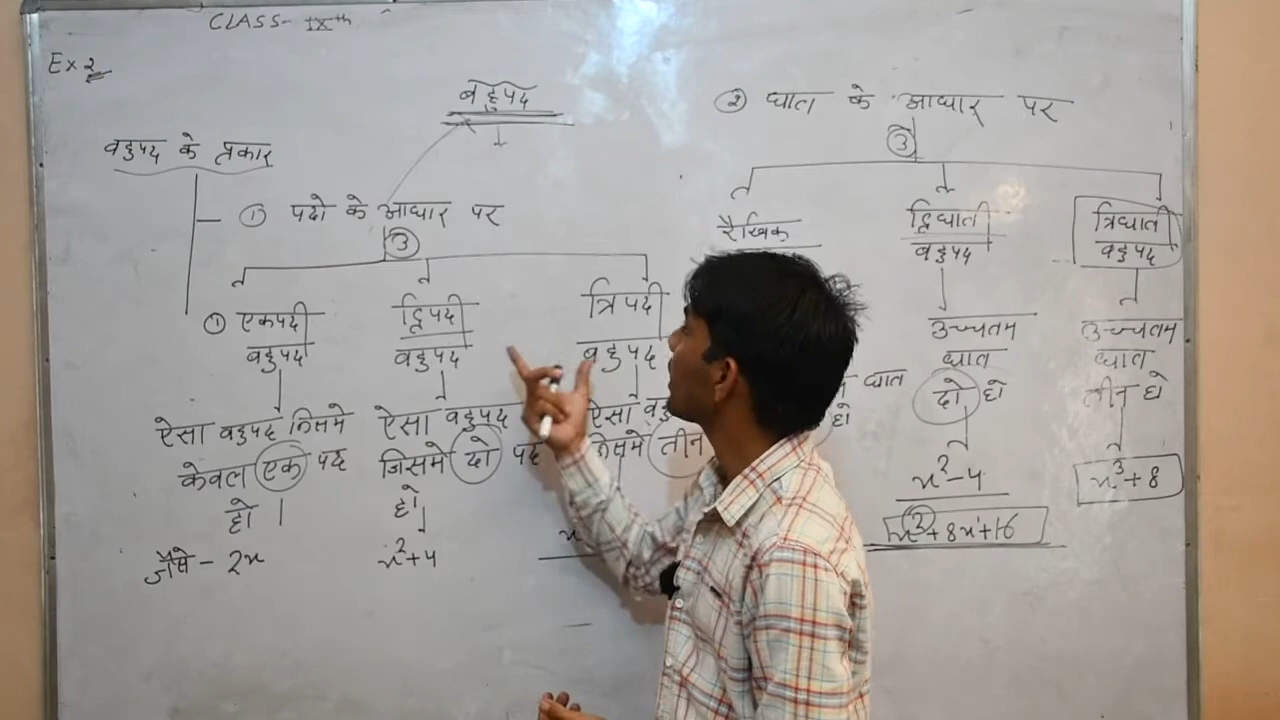 CLASS- IXth
Ex 2
बहुपद
बहुपद के प्रकार
① पदो के आधार पर
③
① एकपदी
बहुपद
ऐसा बहुपद जिसमे
केवल एक पद
हो
जैसे - 2x
द्विपदी
बहुपद
ऐसा बहुपद
जिसमे दो पद
हो
x²+4
त्रिपदी
बहुपद
ऐसा
जिसमे तीन
② घात के आधार पर
③
रैखिक
घात
हो
द्विघाती
बहुपद
उच्चतम
घात
दो हो
x²-4
x²+8x+16
त्रिघाती
बहुपद
उच्चतम
घात
तीन हो
x³+8